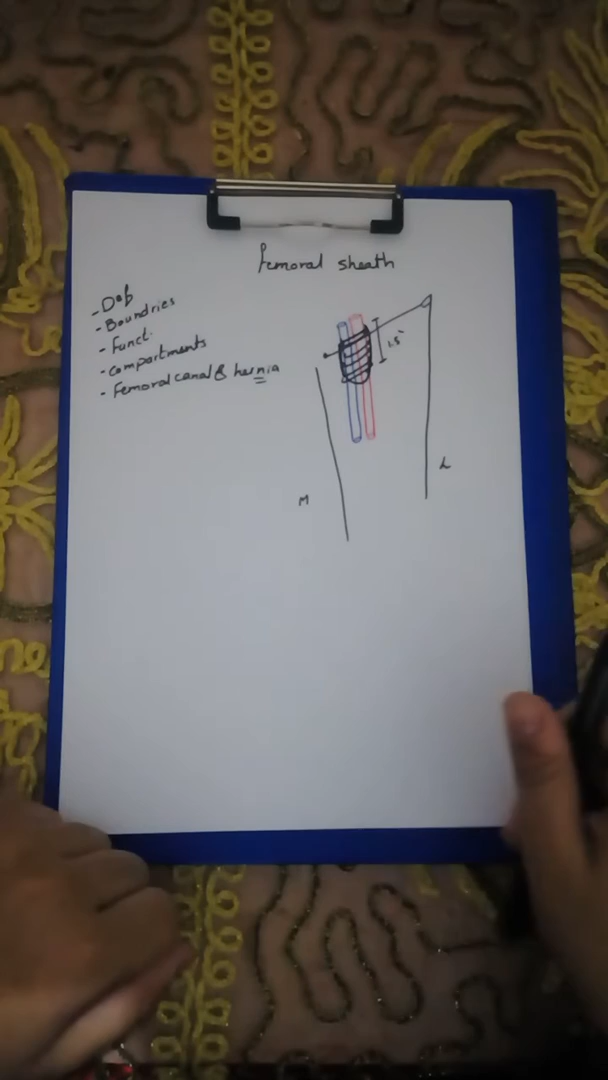 Femoral sheath
- Def
- Boundries
- Funct.
- compartments
- Femoral canal & hernia
1.5"
M
L